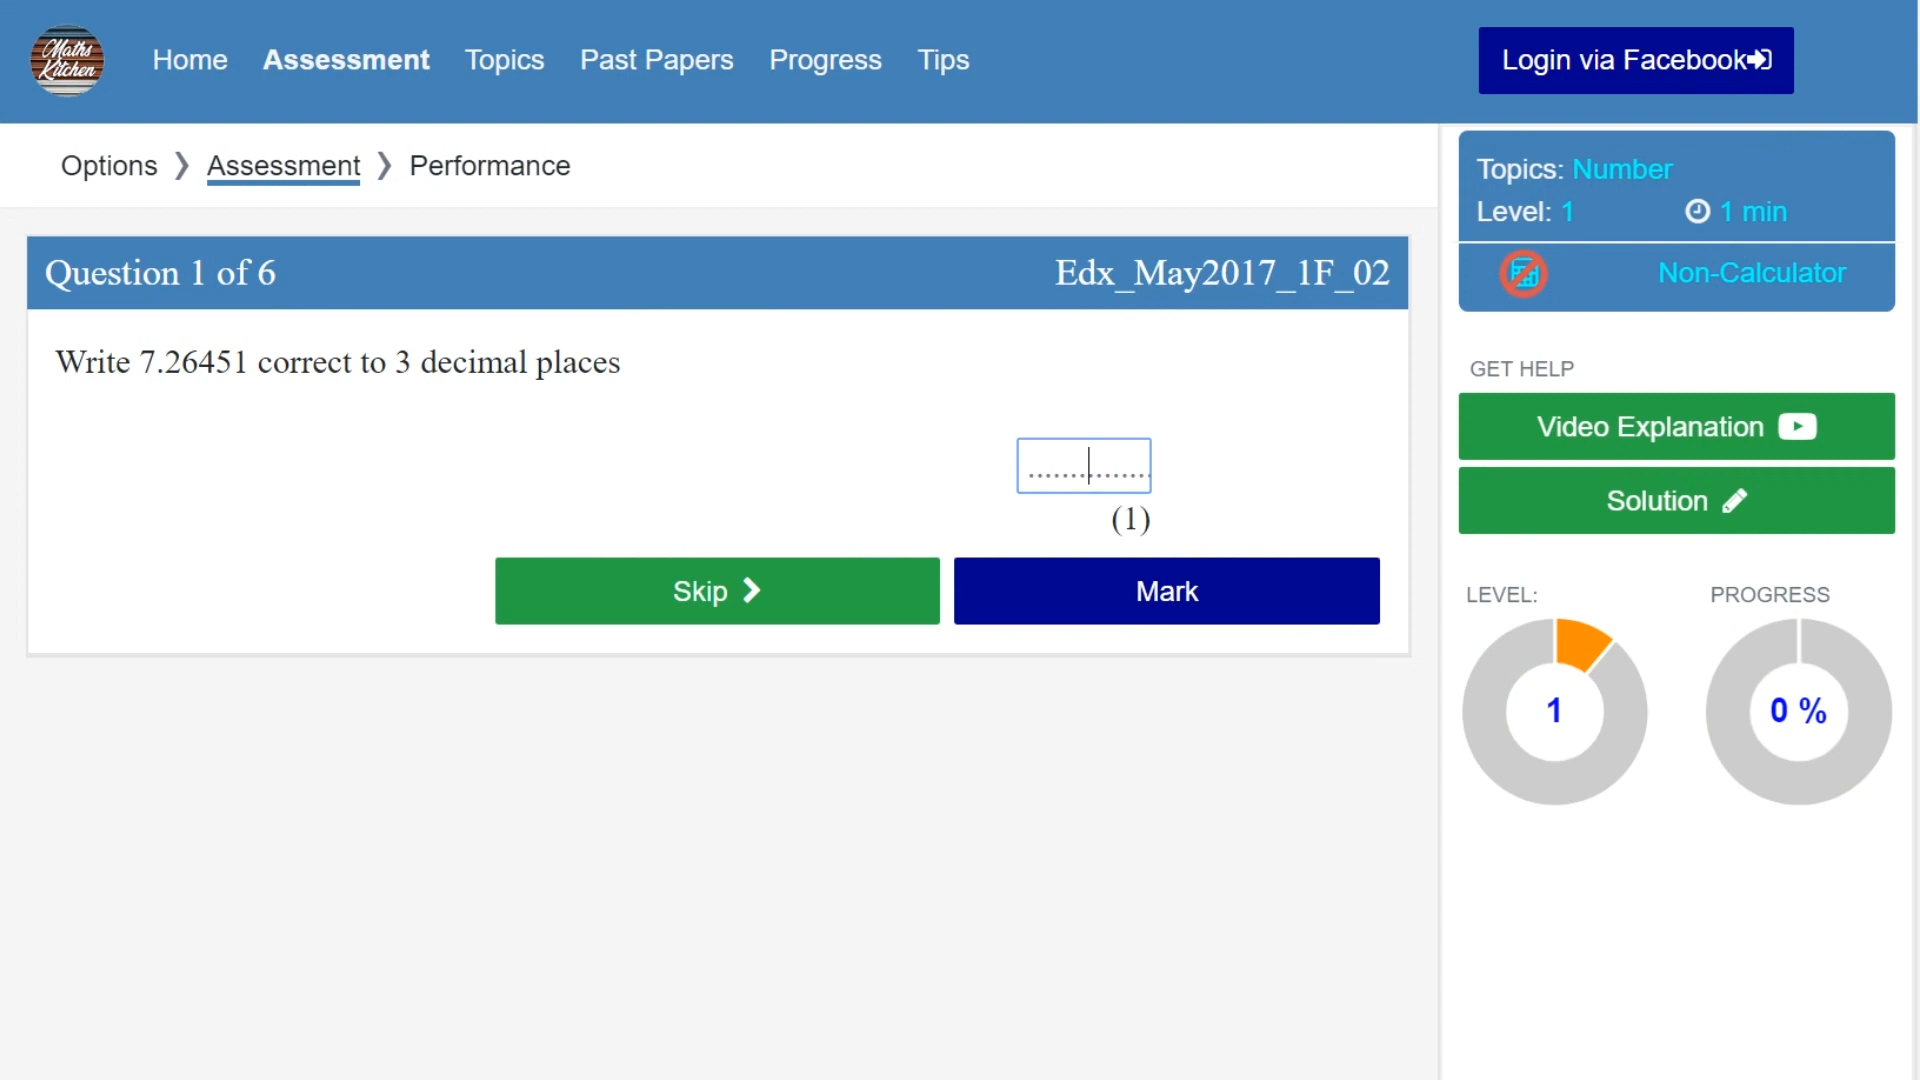 Maths Kitchen
Home Assessment Topics Past Papers Progress Tips
Login via Facebook
Options Assessment Performance
Question 1 of 6 Edx_May2017_1F_02
Write 7.26451 correct to 3 decimal places
................
(1)
Skip Mark
Topics: Number
Level: 1 1 min
Non-Calculator
GET HELP
Video Explanation
Solution
LEVEL: PROGRESS
1 0 %